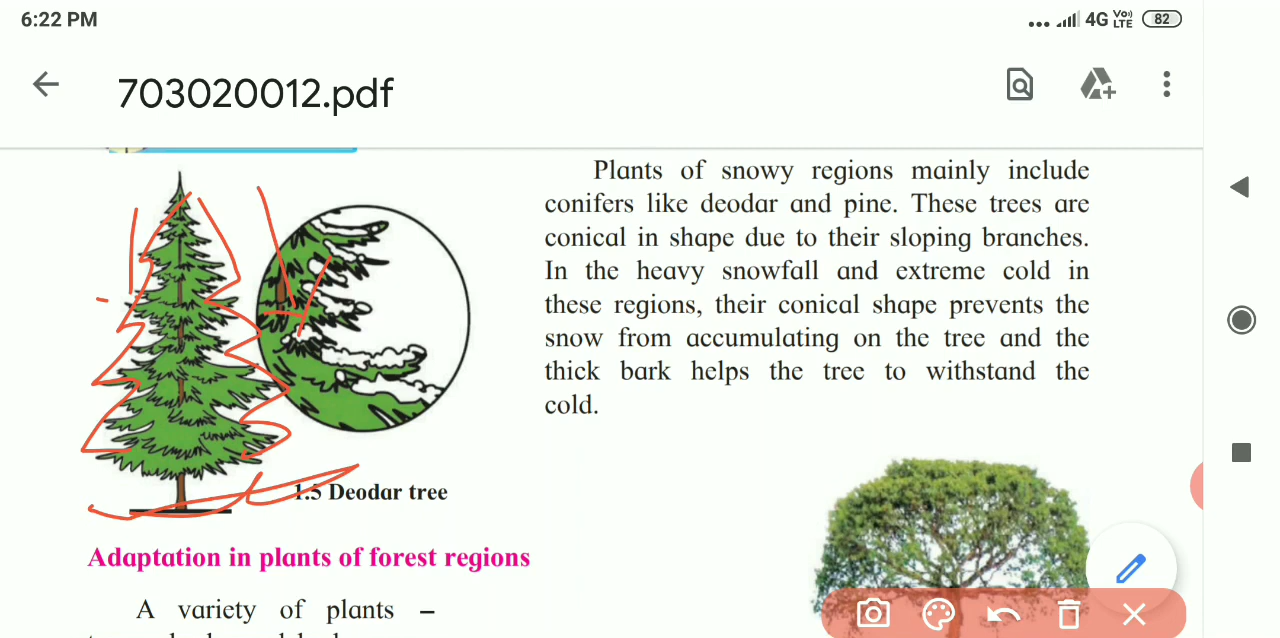 6:22 PM
4G Vo) LTE 82
703020012.pdf
Plants of snowy regions mainly include
conifers like deodar and pine. These trees are
conical in shape due to their sloping branches.
In the heavy snowfall and extreme cold in
these regions, their conical shape prevents the
snow from accumulating on the tree and the
thick bark helps the tree to withstand the
cold.
1.5 Deodar tree
Adaptation in plants of forest regions
A variety of plants –